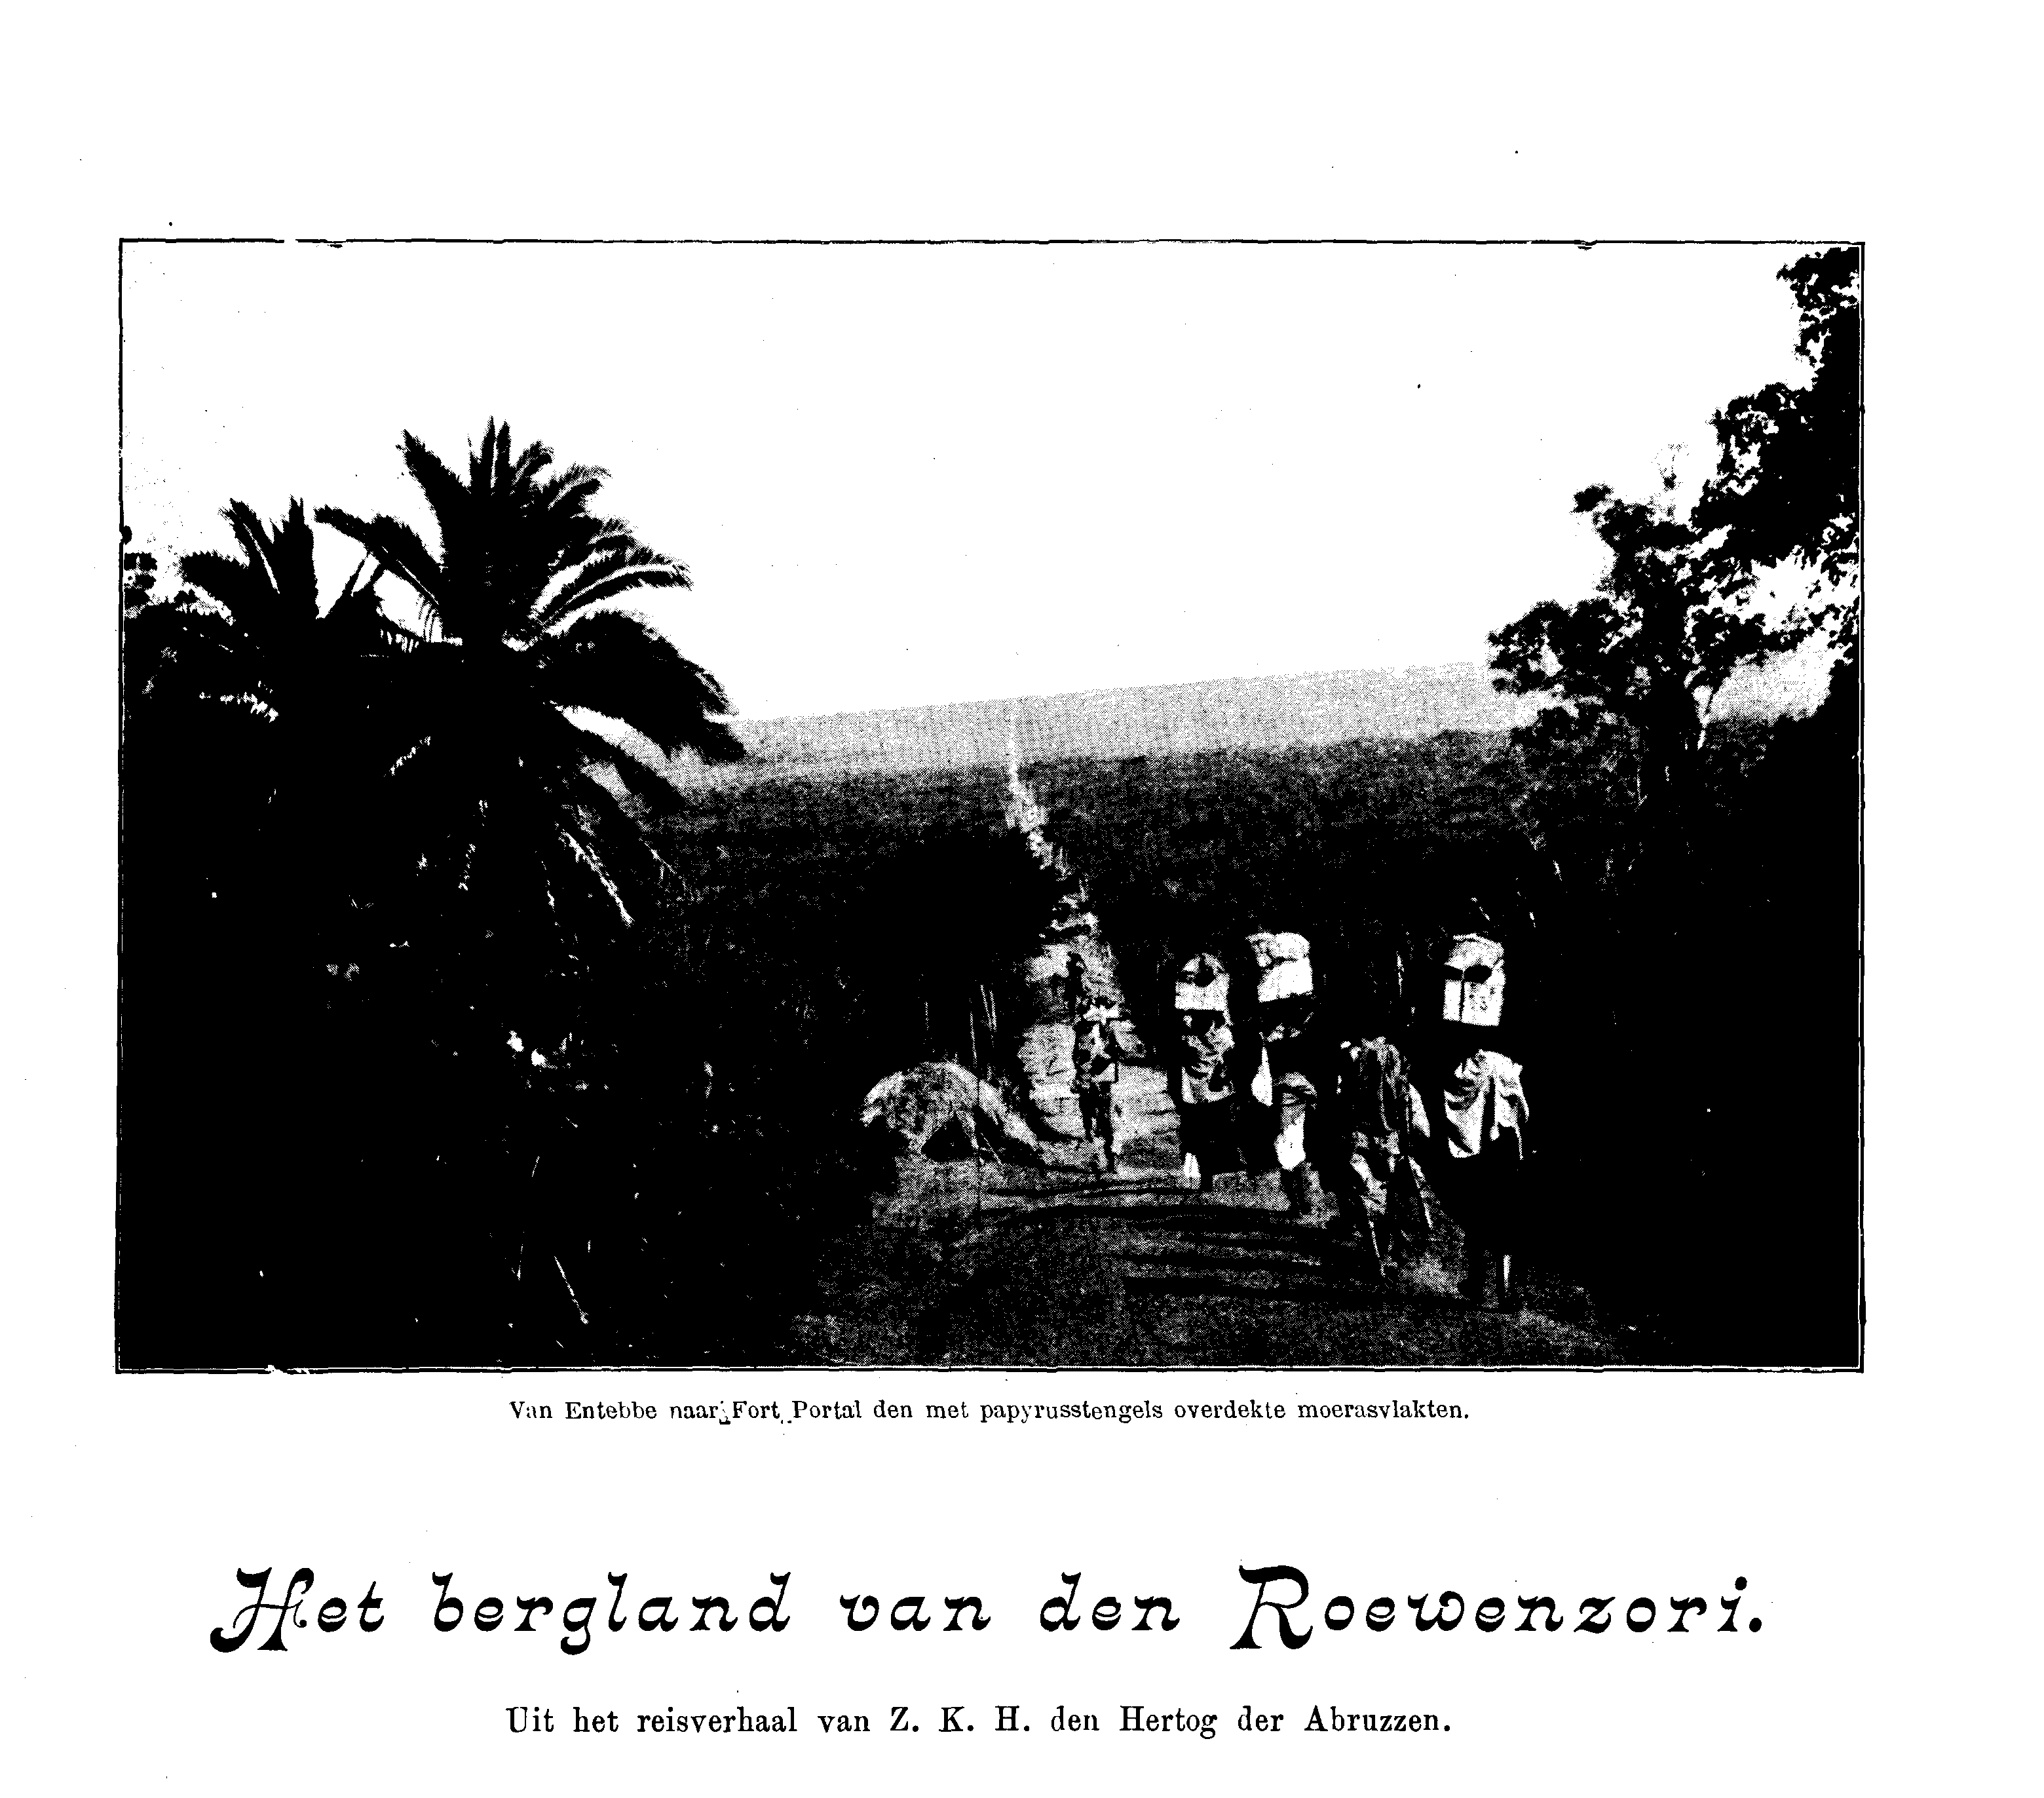 Van Entebbe naar Fort Portal den met papyrusstengels overdekte moerasvlakten.
Het bergland van den Roewenzori.
Uit het reisverhaal van Z. K. H. den Hertog der Abruzzen.